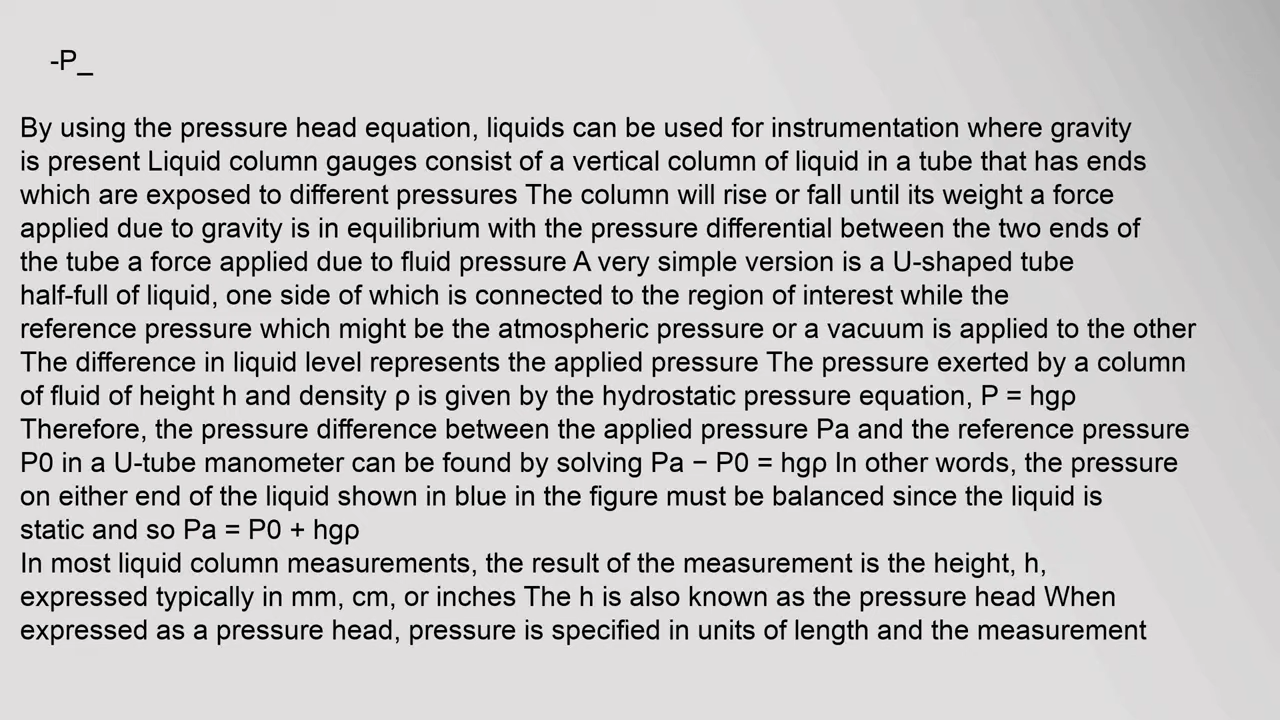 -P_
By using the pressure head equation, liquids can be used for instrumentation where gravity
is present Liquid column gauges consist of a vertical column of liquid in a tube that has ends
which are exposed to different pressures The column will rise or fall until its weight a force
applied due to gravity is in equilibrium with the pressure differential between the two ends of
the tube a force applied due to fluid pressure A very simple version is a U-shaped tube
half-full of liquid, one side of which is connected to the region of interest while the
reference pressure which might be the atmospheric pressure or a vacuum is applied to the other
The difference in liquid level represents the applied pressure The pressure exerted by a column
of fluid of height h and density ρ is given by the hydrostatic pressure equation, P = hgρ
Therefore, the pressure difference between the applied pressure Pa and the reference pressure
P0 in a U-tube manometer can be found by solving Pa − P0 = hgρ In other words, the pressure
on either end of the liquid shown in blue in the figure must be balanced since the liquid is
static and so Pa = P0 + hgρ
In most liquid column measurements, the result of the measurement is the height, h,
expressed typically in mm, cm, or inches The h is also known as the pressure head When
expressed as a pressure head, pressure is specified in units of length and the measurement